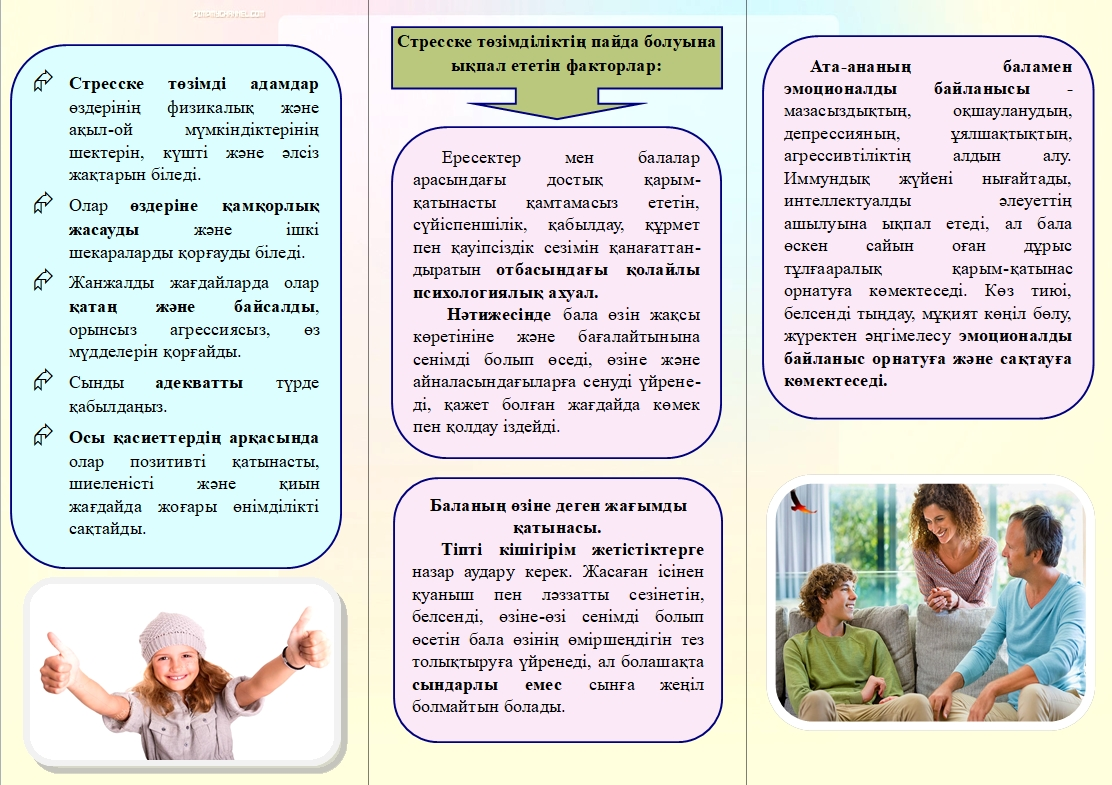 Стресске төзімді адамдар
өздерінің физикалық және
ақыл-ой мүмкіндіктерінің
шектерін, күшті және әлсіз
жақтарын біледі.
Олар өздеріне қамқорлық
жасауды және ішкі
шекараларды қорғауды біледі.
Жанжалды жағдайларда олар
қатаң және байсалды,
орынсыз агрессиясыз, өз
мүдделерін қорғайды.
Сынды адекватты түрде
қабылдаңыз.
Осы қасиеттердің арқасында
олар позитивті қатынасты,
шиеленісті және қиын
жағдайда жоғары өнімділікті
сақтайды.
Стресске төзімділіктің пайда болуына
ықпал ететін факторлар:
Ересектер мен балалар
арасындағы достық қарым-
қатынасты қамтамасыз ететін,
сүйіспеншілік, қабылдау, құрмет
пен қауіпсіздік сезімін қанағаттан-
дыратын отбасындағы қолайлы
психологиялық ахуал.
Нәтижесінде бала өзін жақсы
көретініне және бағалайтынына
сенімді болып өседі, өзіне және
айналасындағыларға сенуді үйрене-
ді, қажет болған жағдайда көмек
пен қолдау іздейді.
Баланың өзіне деген жағымды
қатынасы.
Тіпті кішігірім жетістіктерге
назар аудару керек. Жасаған ісінен
қуаныш пен ләззатты сезінетін,
белсенді, өзіне-өзі сенімді болып
өсетін бала өзінің өміршеңдігін тез
толықтыруға үйренеді, ал болашақта
сындарлы емес сынға жеңіл
болмайтын болады.
Ата-ананың баламен
эмоционалды байланысы -
мазасыздықтың, оқшауланудың,
депрессияның, ұялшақтықтың,
агрессивтіліктің алдын алу.
Иммундық жүйені нығайтады,
интеллектуалды әлеуеттің
ашылуына ықпал етеді, ал бала
өскен сайын оған дұрыс
тұлғааралық қарым-қатынас
орнатуға көмектеседі. Көз тиюі,
белсенді тыңдау, мұқият көңіл бөлу,
жүректен әңгімелесу эмоционалды
байланыс орнатуға және сақтауға
көмектеседі.